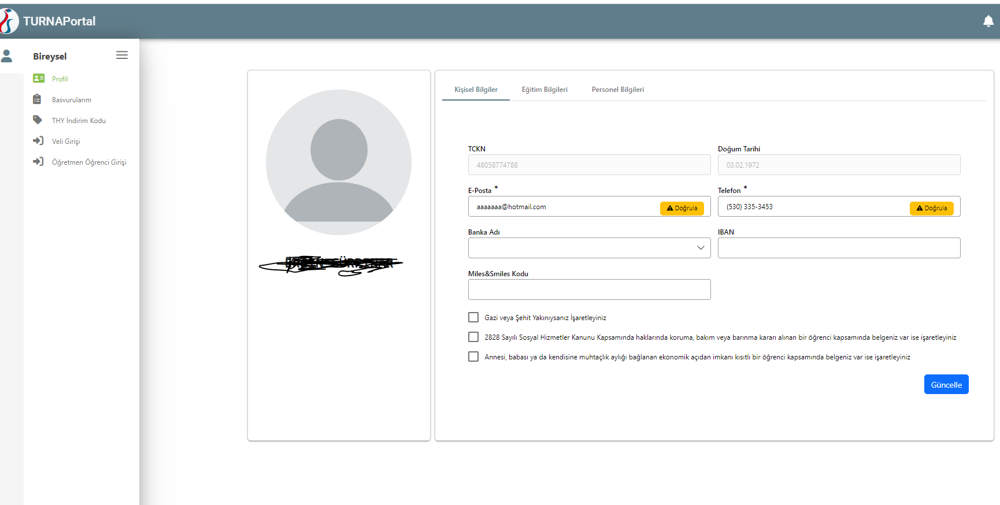 TURNAPortal
Bireysel
Profil
Basvurularım
THY İndirim Kodu
Veli Girişi
Öğretmen Öğrenci Girişi
Kişisel Bilgiler
Eğitim Bilgileri
Personel Bilgileri
TCKN
Doğum Tarihi
48058774788
03.02.1972
E-Posta *
Telefon *
aaaaaaa@hotmail.com
Doğrula
(530) 335-3453
Doğrula
Banka Adı
IBAN
Miles&Smiles Kodu
Gazi veya Şehit Yakınıysanız İşaretleyiniz
2828 Sayılı Sosyal Hizmetler Kanunu Kapsamında haklarında koruma, bakım veya barınma kararı alınan bir öğrenci kapsamında belgeniz var ise işaretleyiniz
Annesi, babası ya da kendisine muhtaçlık aylığı bağlanan ekonomik açıdan imkanı kısıtlı bir öğrenci kapsamında belgeniz var ise işaretleyiniz
Güncelle